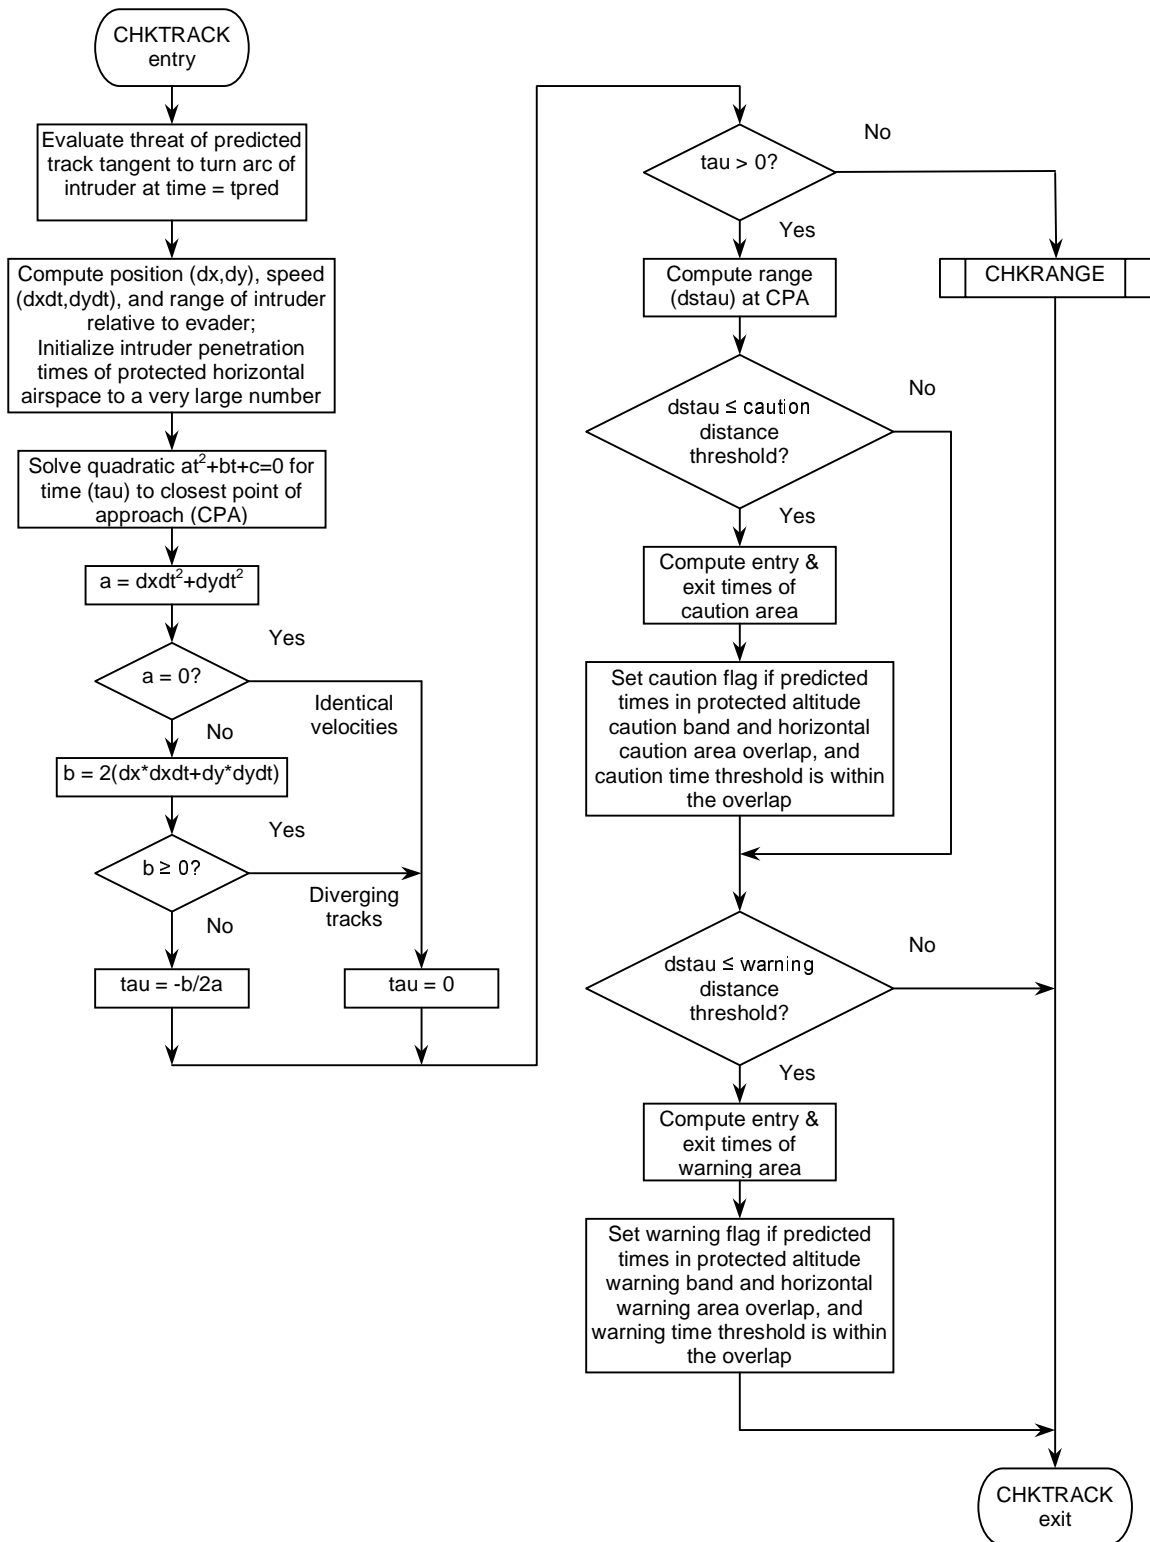 CHKTRACK
entry
Evaluate threat of predicted
track tangent to turn arc of
intruder at time = tpred
Compute position (dx,dy), speed
(dxdt,dydt), and range of intruder
relative to evader;
Initialize intruder penetration
times of protected horizontal
airspace to a very large number
Solve quadratic at²+bt+c=0 for
time (tau) to closest point of
approach (CPA)
a = dxdt²+dydt²
Yes
a = 0?
Identical
velocities
No
b = 2(dx*dxdt+dy*dydt)
Yes
b ≥ 0?
Diverging
tracks
No
tau = -b/2a
tau = 0
No
tau > 0?
Yes
Compute range
(dstau) at CPA
CHKRANGE
No
dstau ≤ caution
distance
threshold?
Yes
Compute entry &
exit times of
caution area
Set caution flag if predicted
times in protected altitude
caution band and horizontal
caution area overlap, and
caution time threshold is within
the overlap
No
dstau ≤ warning
distance
threshold?
Yes
Compute entry &
exit times of
warning area
Set warning flag if predicted
times in protected altitude
warning band and horizontal
warning area overlap, and
warning time threshold is within
the overlap
CHKTRACK
exit